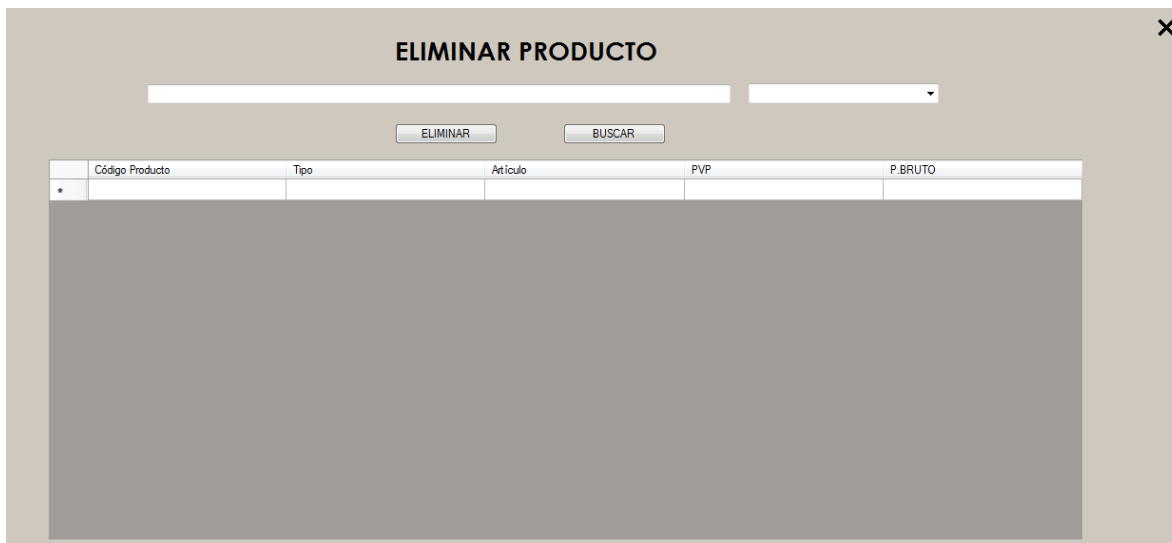 ELIMINAR PRODUCTO
ELIMINAR BUSCAR
Código Producto Tipo Artículo PVP P.BRUTO
*